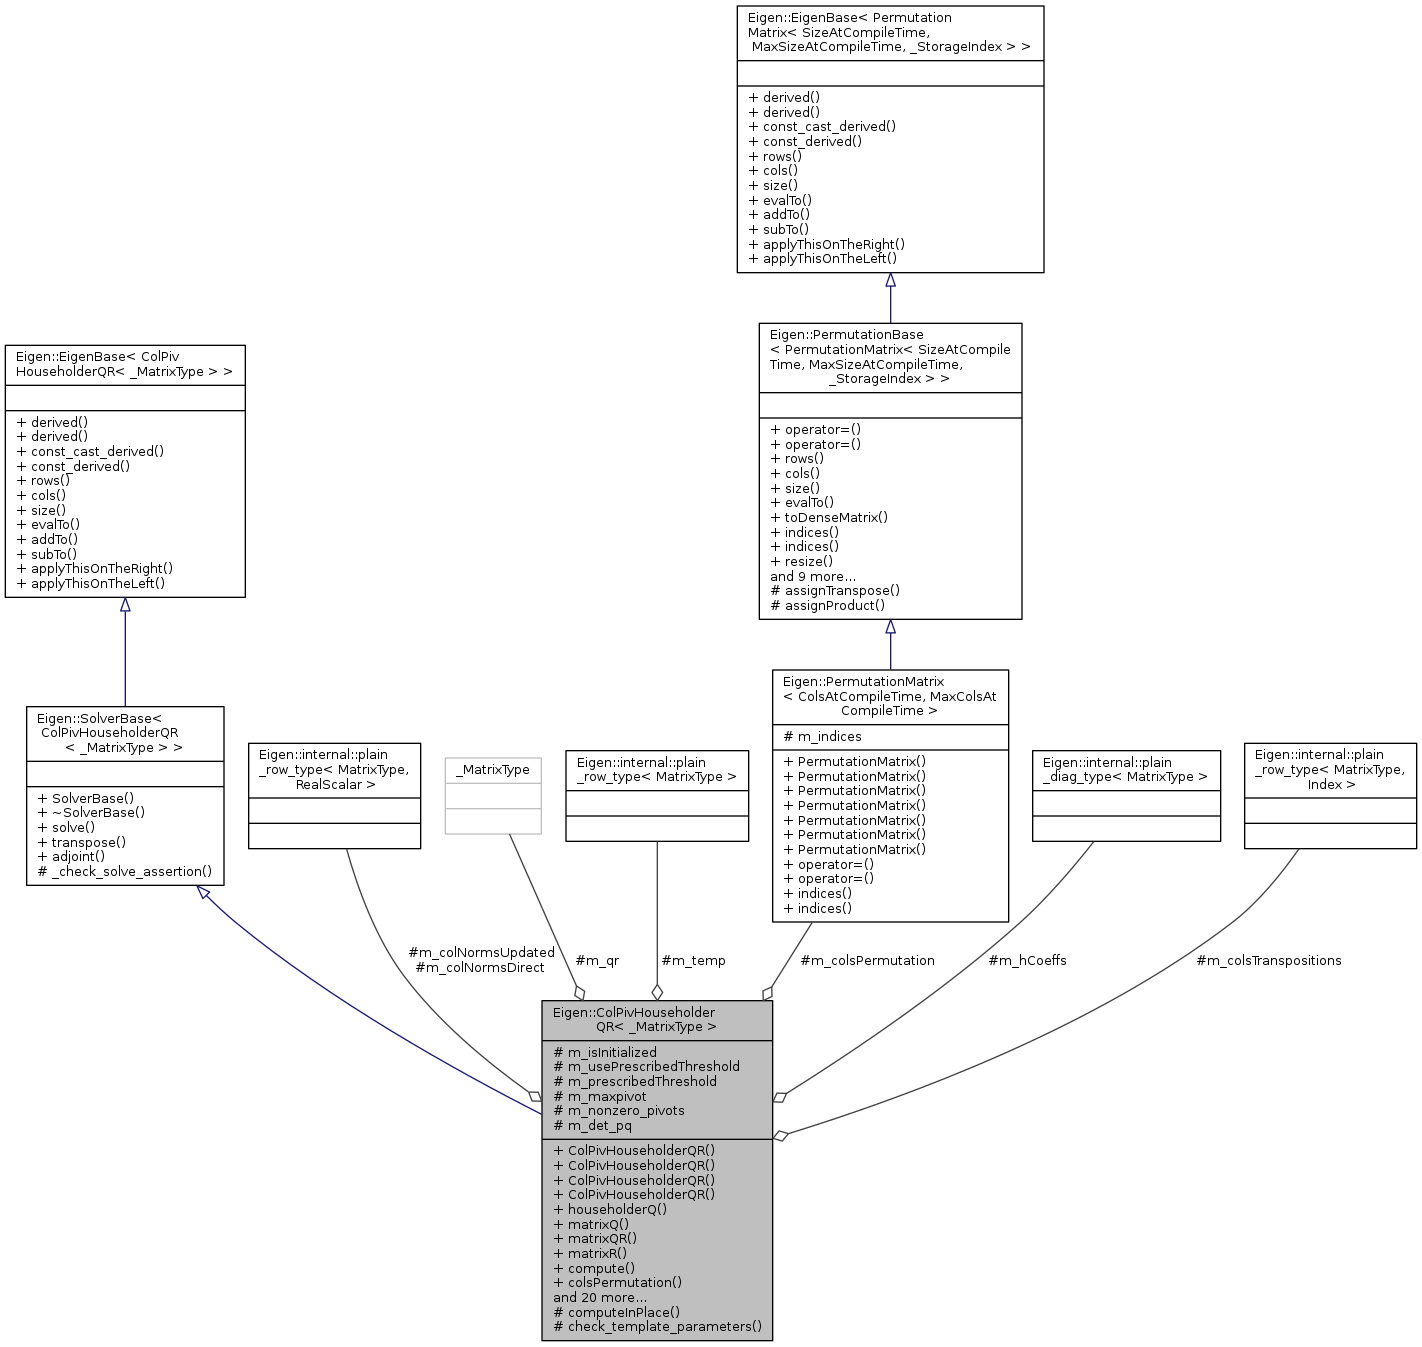 Eigen::EigenBase< Permutation
Matrix< SizeAtCompileTime,
MaxSizeAtCompileTime, _StorageIndex > >
+ derived()
+ derived()
+ const_cast_derived()
+ const_derived()
+ rows()
+ cols()
+ size()
+ evalTo()
+ addTo()
+ subTo()
+ applyThisOnTheRight()
+ applyThisOnTheLeft()
Eigen::PermutationBase
< PermutationMatrix< SizeAtCompile
Time, MaxSizeAtCompileTime,
_StorageIndex > >
+ operator=()
+ operator=()
+ rows()
+ cols()
+ size()
+ evalTo()
+ toDenseMatrix()
+ indices()
+ indices()
+ resize()
and 9 more...
# assignTranspose()
# assignProduct()
Eigen::EigenBase< ColPiv
HouseholderQR< _MatrixType > >
+ derived()
+ derived()
+ const_cast_derived()
+ const_derived()
+ rows()
+ cols()
+ size()
+ evalTo()
+ addTo()
+ subTo()
+ applyThisOnTheRight()
+ applyThisOnTheLeft()
Eigen::SolverBase<
ColPivHouseholderQR
< _MatrixType > >
+ SolverBase()
+ ~SolverBase()
+ solve()
+ transpose()
+ adjoint()
# _check_solve_assertion()
Eigen::internal::plain
_row_type< MatrixType,
RealScalar >
_MatrixType
Eigen::internal::plain
_row_type< MatrixType >
Eigen::PermutationMatrix
< ColsAtCompileTime, MaxColsAt
CompileTime >
# m_indices
+ PermutationMatrix()
+ PermutationMatrix()
+ PermutationMatrix()
+ PermutationMatrix()
+ PermutationMatrix()
+ PermutationMatrix()
+ PermutationMatrix()
+ operator=()
+ operator=()
+ indices()
+ indices()
Eigen::internal::plain
_diag_type< MatrixType >
Eigen::internal::plain
_row_type< MatrixType,
Index >
#m_colNormsUpdated
#m_colNormsDirect
#m_qr
#m_temp
#m_colsPermutation
#m_hCoeffs
#m_colsTranspositions
Eigen::ColPivHouseholder
QR< _MatrixType >
# m_isInitialized
# m_usePrescribedThreshold
# m_prescribedThreshold
# m_maxpivot
# m_nonzero_pivots
# m_det_pq
+ ColPivHouseholderQR()
+ ColPivHouseholderQR()
+ ColPivHouseholderQR()
+ ColPivHouseholderQR()
+ householderQ()
+ matrixQ()
+ matrixQR()
+ matrixR()
+ compute()
+ colsPermutation()
and 20 more...
# computeInPlace()
# check_template_parameters()